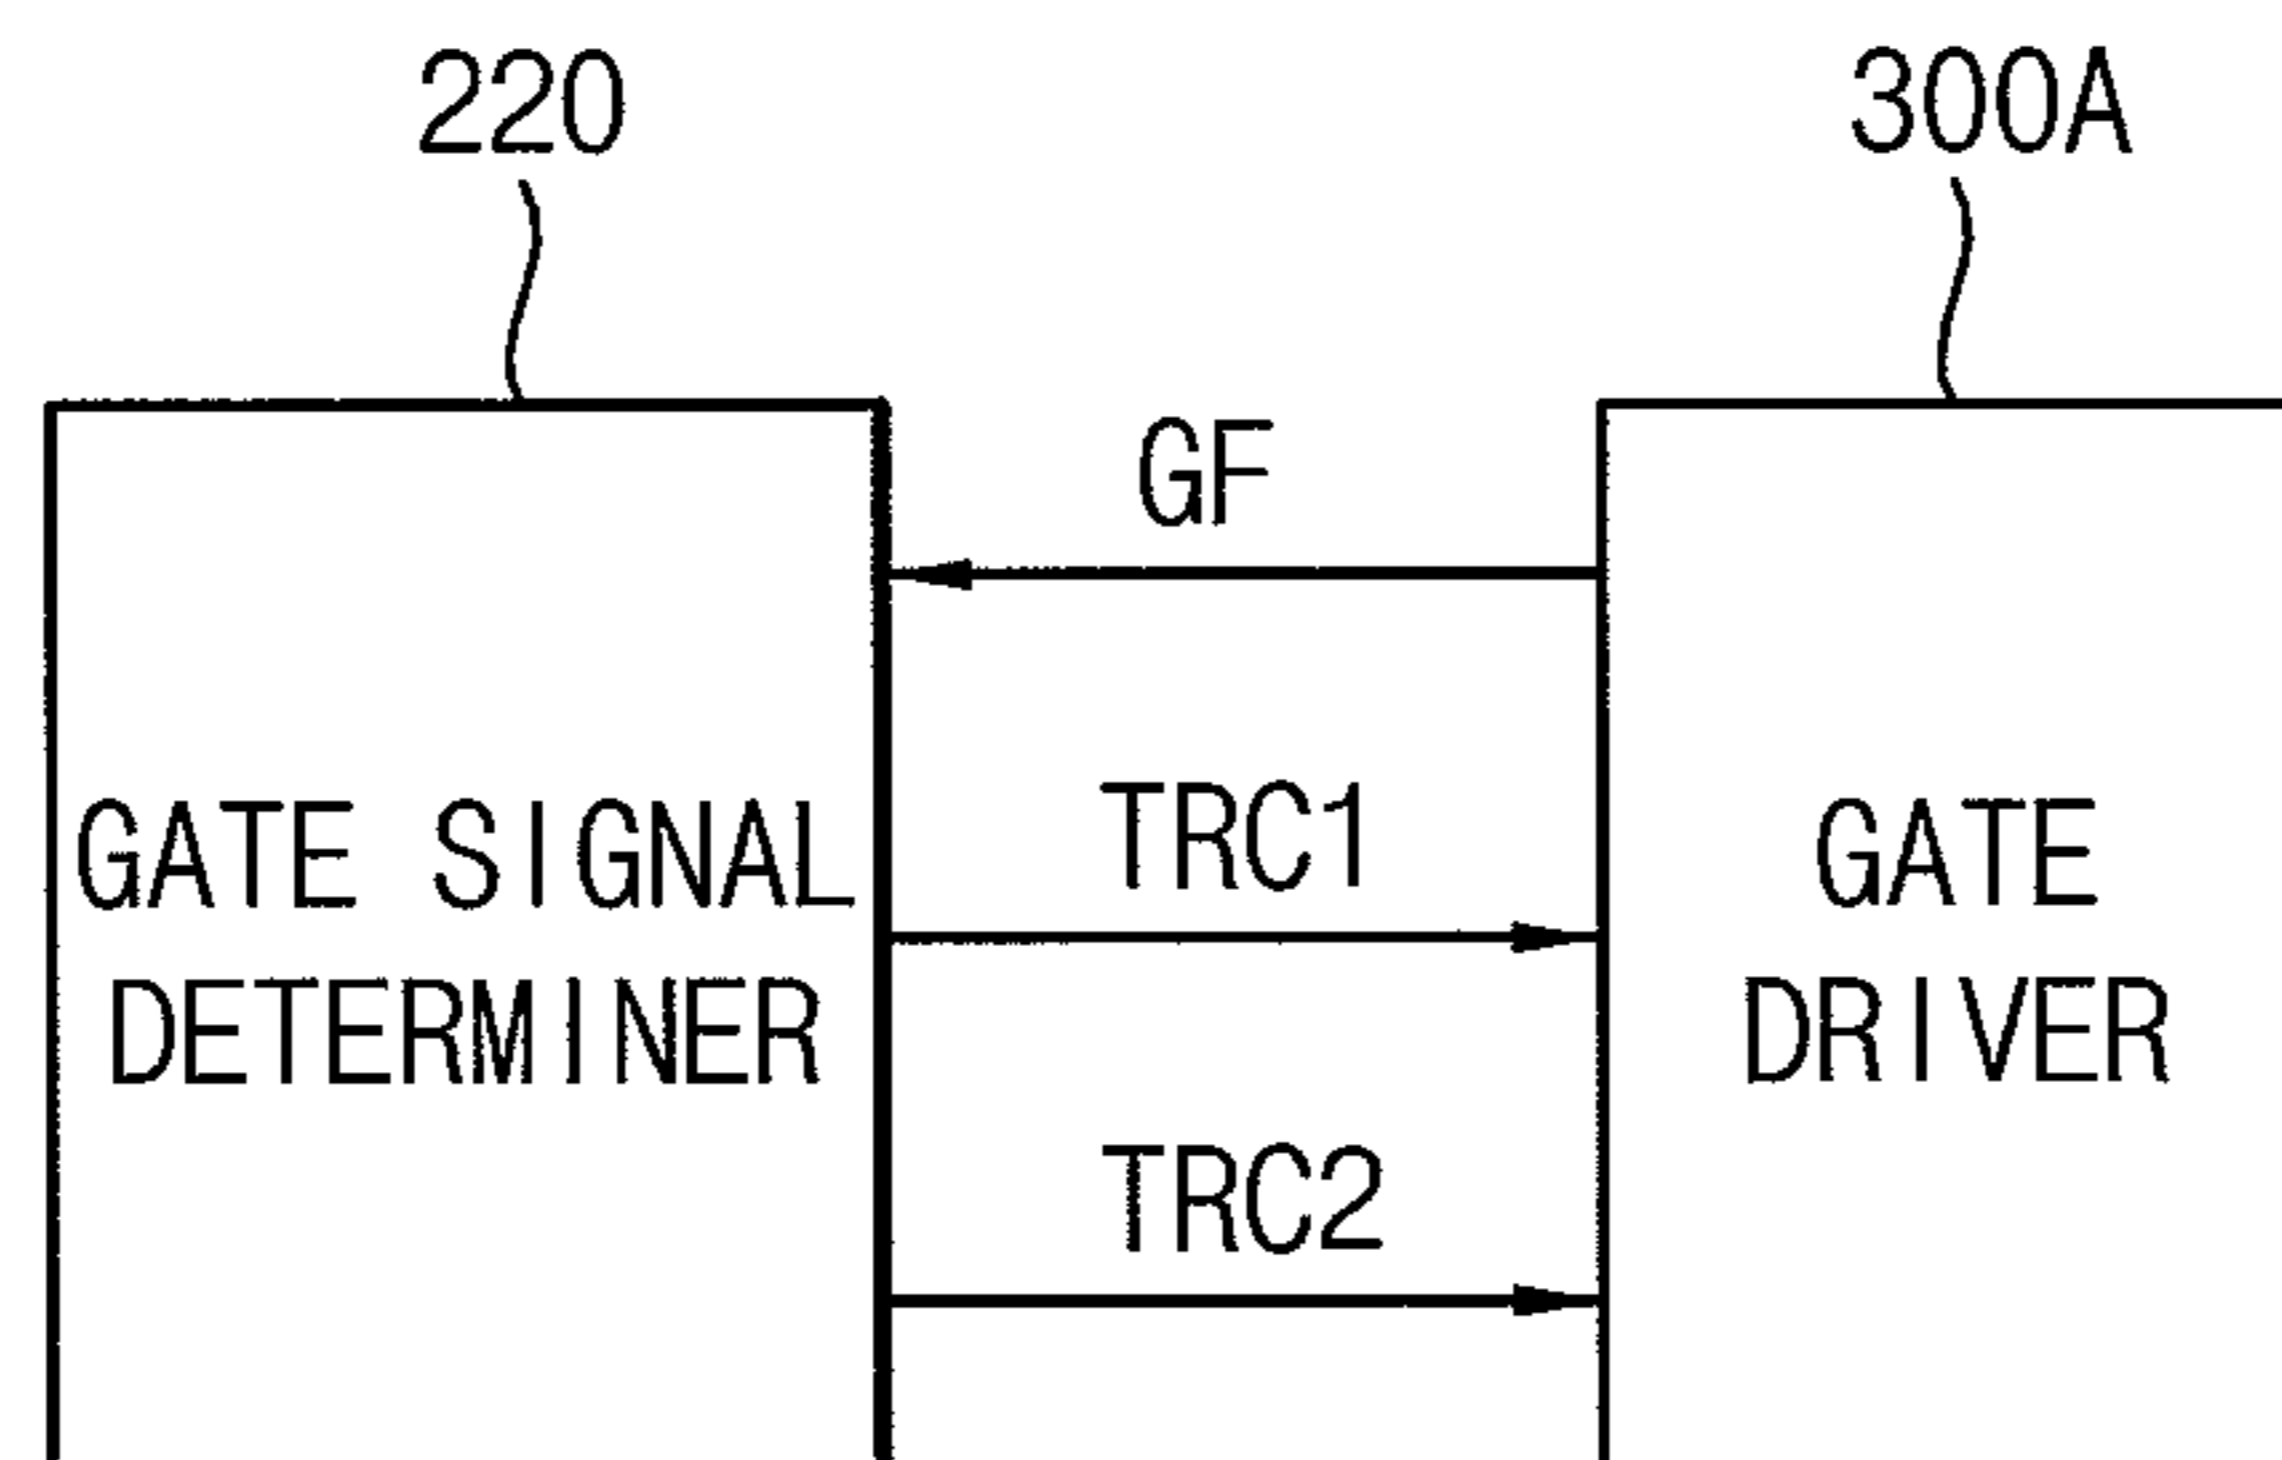 220
300A
GF
TRC1
GATE SIGNAL
DETERMINER
GATE
DRIVER
TRC2